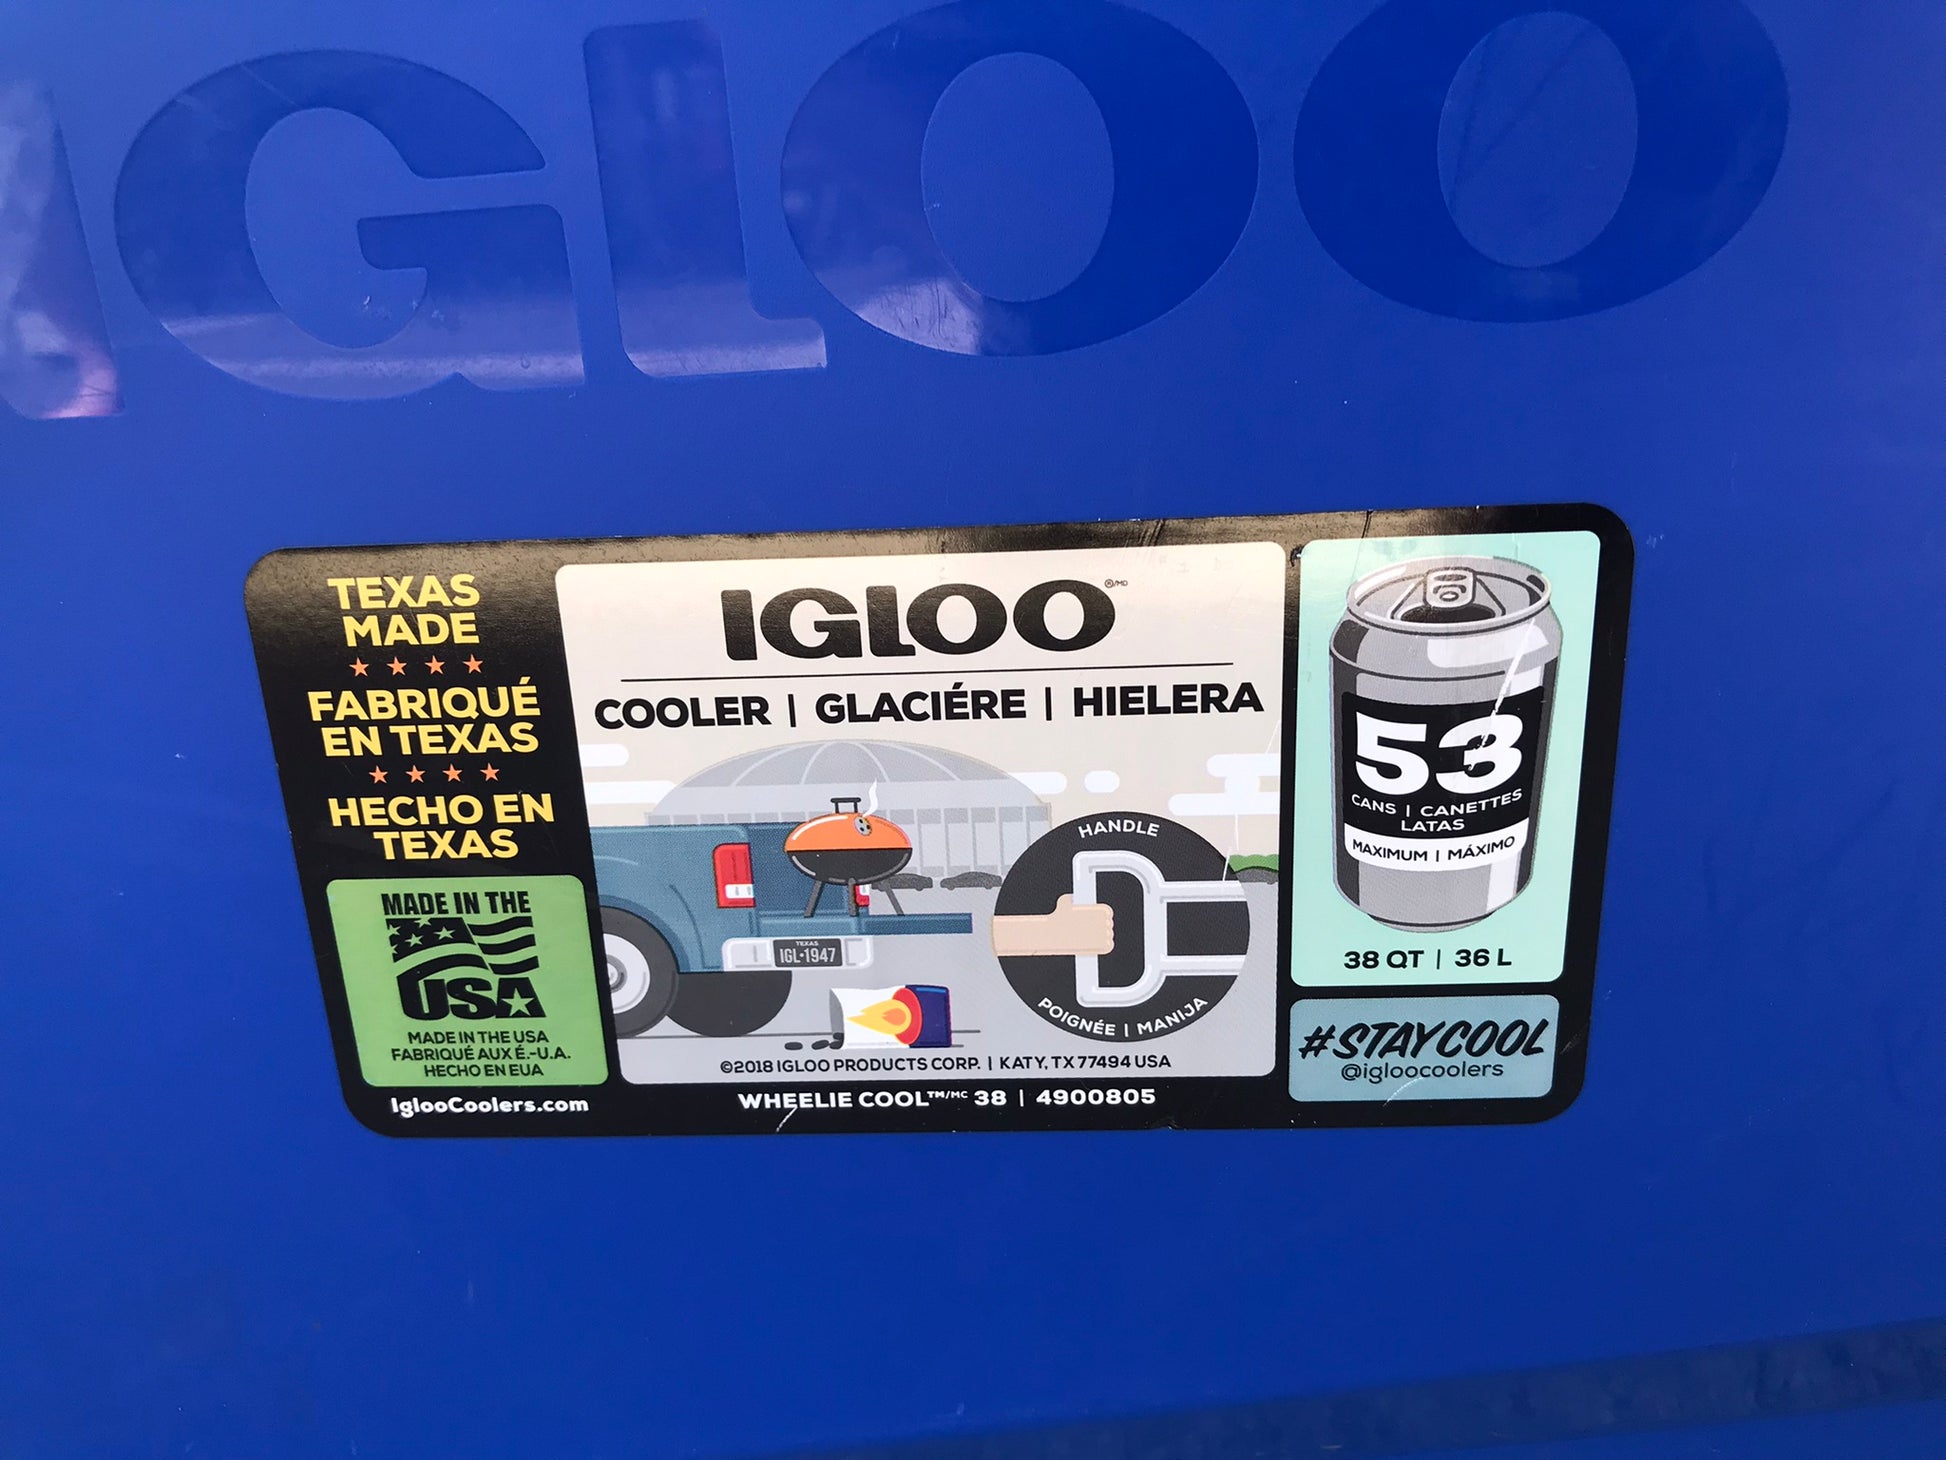 IGLOO
TEXAS
MADE
FABRIQUÉ
EN TEXAS
HECHO EN
TEXAS
MADE IN THE
USA
MADE IN THE USA
FABRIQUÉ AUX É.-U.A.
HECHO EN EUA
IglooCoolers.com
IGLOO®/MD
COOLER | GLACIÉRE | HIELERA
TEXAS
IGL•1947
HANDLE
POIGNÉE | MANIJA
©2018 IGLOO PRODUCTS CORP. | KATY, TX 77494 USA
WHEELIE COOL™/MC 38 | 4900805
53
CANS | CANETTES
LATAS
MAXIMUM | MÁXIMO
38 QT | 36 L
#STAYCOOL
@igloocoolers